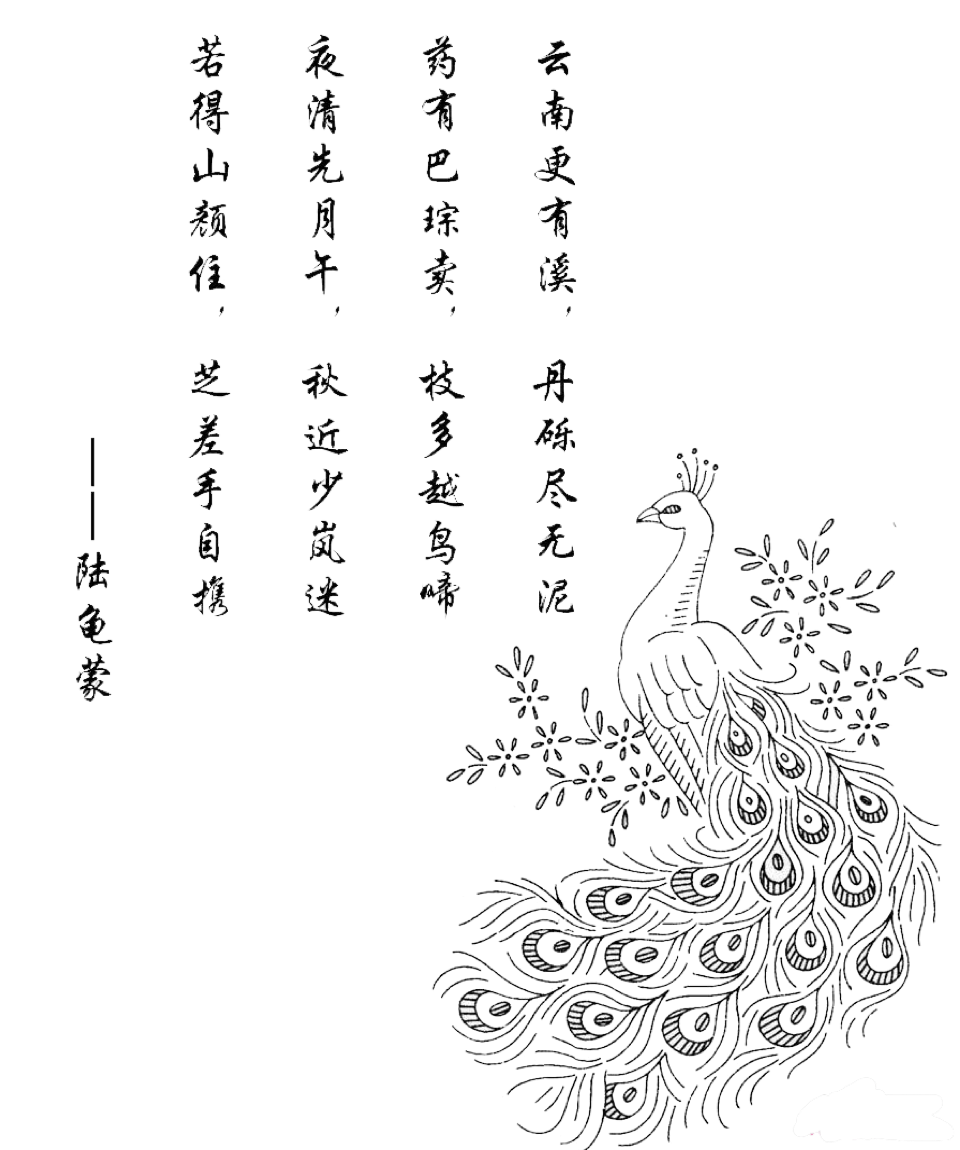 云南更有溪，丹砾尽无泥
药有巴琮卖，枝多越鸟啼
夜清先月午，秋近少岚迷
若得山颜住，芝差手自携
——陆龟蒙